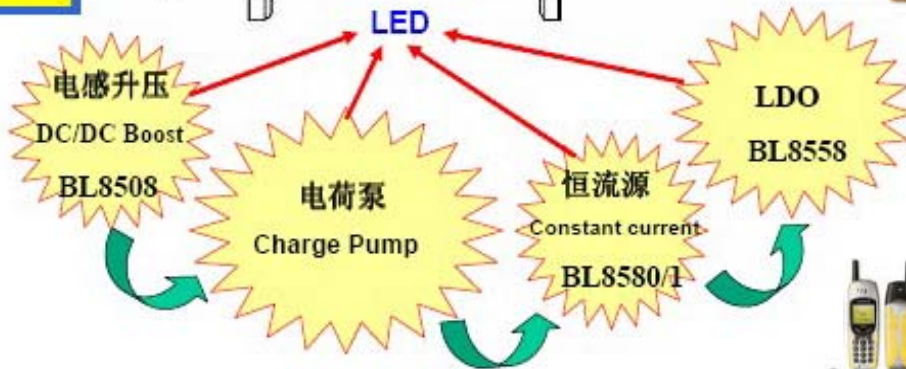 LED
电感升压
DC/DC Boost
BL8508
电荷泵
Charge Pump
恒流源
Constant current
BL8580/1
LDO
BL8558